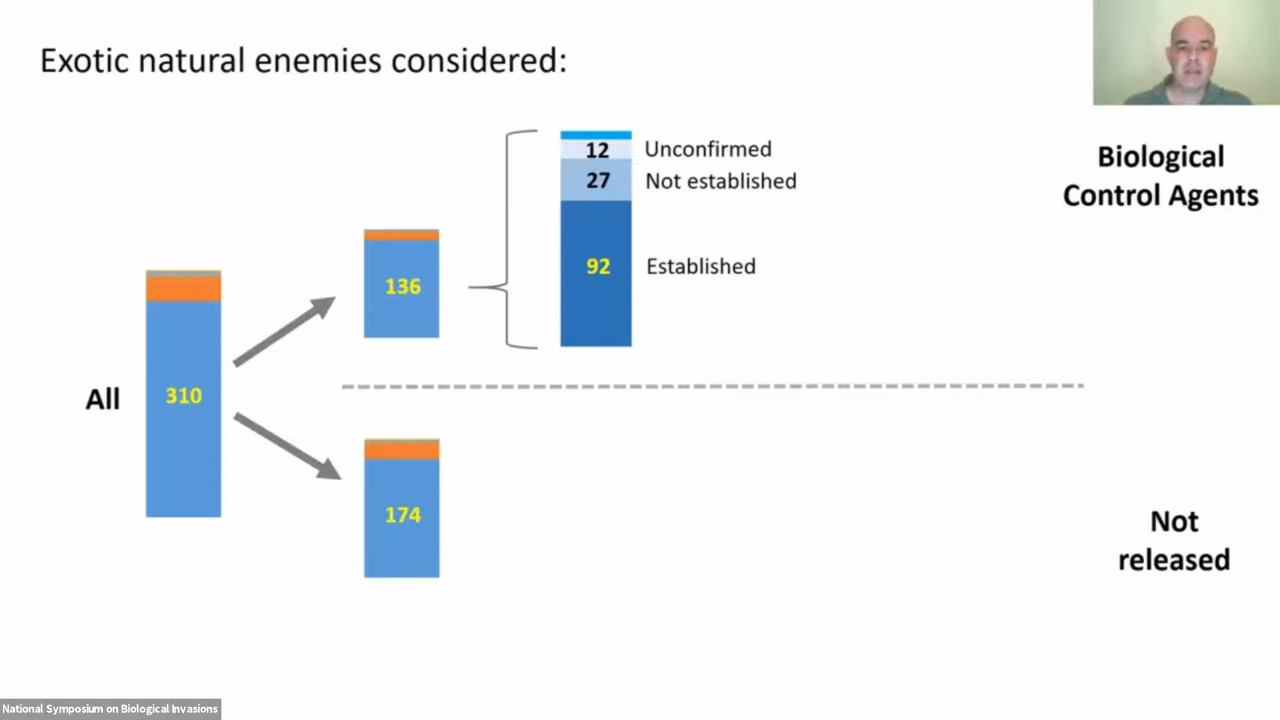 Exotic natural enemies considered:
Biological
Control Agents
12 Unconfirmed
27 Not established
92 Established
136
All 310
174
Not
released
National Symposium on Biological Invasions